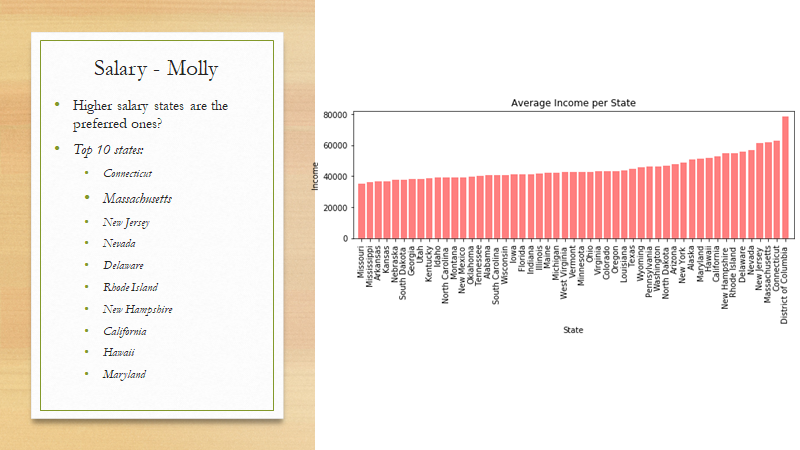 Salary - Molly
Higher salary states are the
preferred ones?
Top 10 states:
Connecticut
Massachusetts
New Jersey
Nevada
Delaware
Rhode Island
New Hampshire
California
Hawaii
Maryland
Average Income per State
80000
60000
40000
20000
0
Income
Missouri
Mississippi
Arkansas
Kansas
Nebraska
South Dakota
Georgia
Utah
Kentucky
Idaho
North Carolina
Montana
New Mexico
Oklahoma
Tennessee
Alabama
South Carolina
Wisconsin
Iowa
Florida
Indiana
Illinois
Maine
Michigan
West Virginia
Vermont
Minnesota
Ohio
Virginia
Colorado
Oregon
Louisiana
Texas
Wyoming
Pennsylvania
Washington
North Dakota
Arizona
New York
Alaska
Maryland
Hawaii
California
New Hampshire
Rhode Island
Delaware
Nevada
New Jersey
Massachusetts
Connecticut
District of Columbia
State